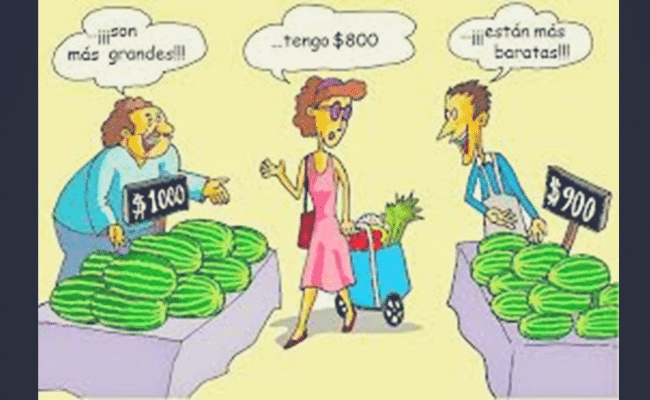 ...¡¡¡son
más grandes!!!
...tengo $800
...¡¡¡están más
baratas!!!
$1000
$900